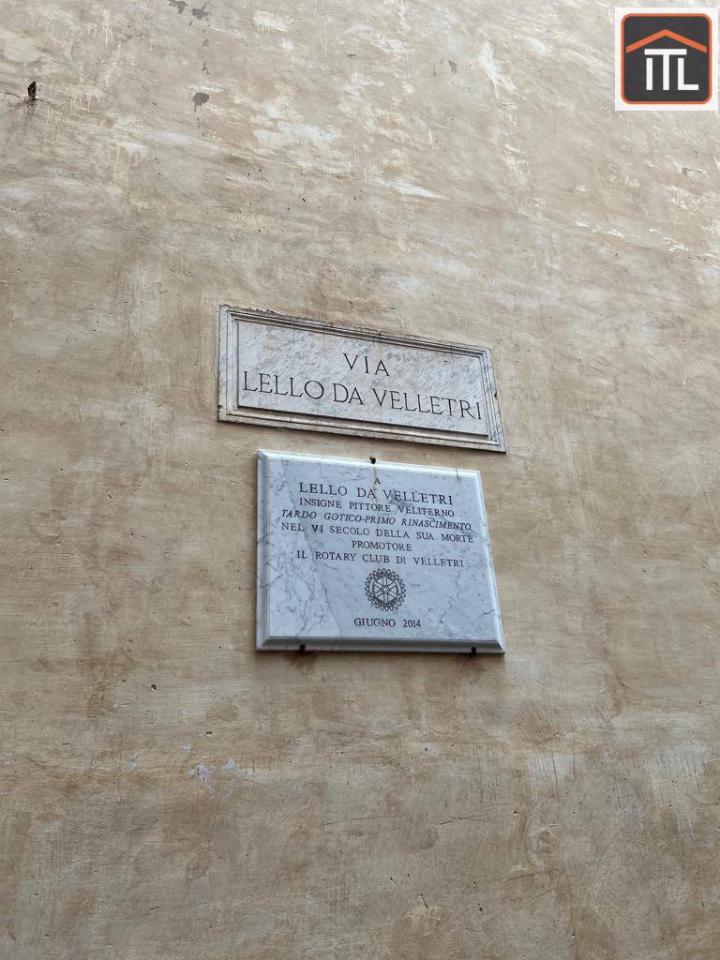 ITL
VIA
LELLO DA VELLETRI
A
LELLO DA VELLETRI
INSIGNE PITTORE VELITERNO
TARDO GOTICO-PRIMO RINASCIMENTO
NEL VI SECOLO DELLA SUA MORTE
PROMOTORE
IL ROTARY CLUB DI VELLETRI
GIUGNO 2014